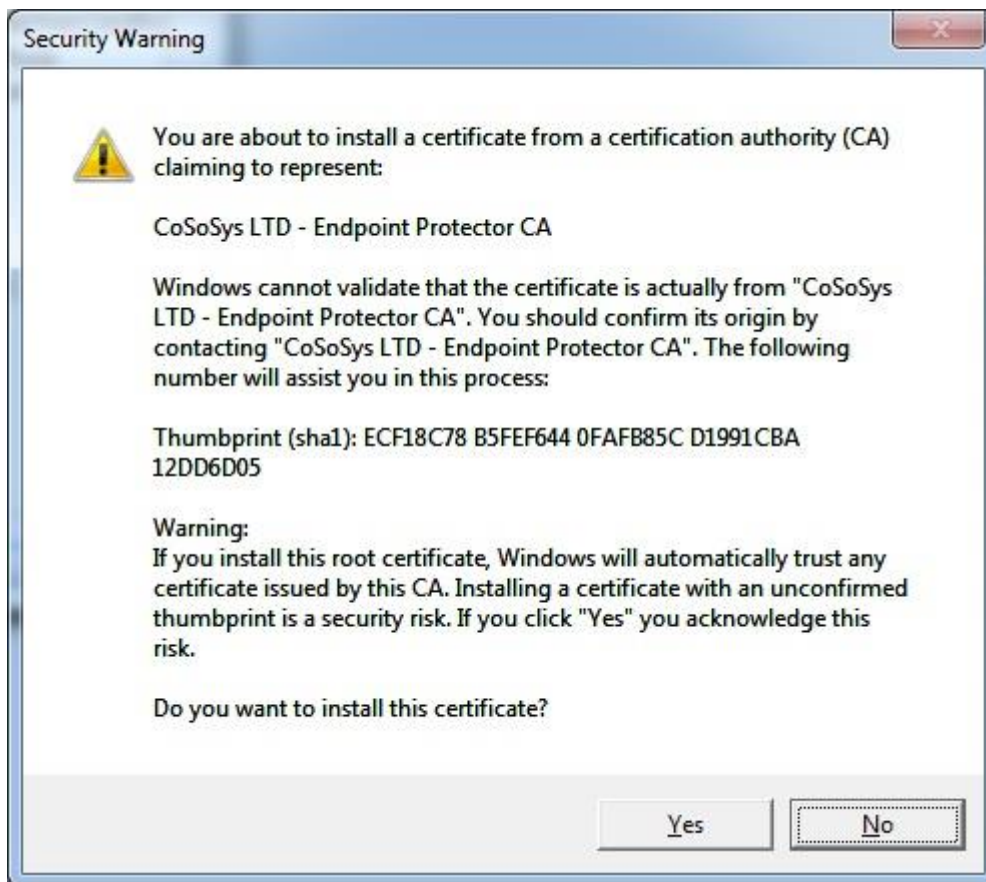 Security Warning
You are about to install a certificate from a certification authority (CA)
claiming to represent:
CoSoSys LTD - Endpoint Protector CA
Windows cannot validate that the certificate is actually from "CoSoSys
LTD - Endpoint Protector CA". You should confirm its origin by
contacting "CoSoSys LTD - Endpoint Protector CA". The following
number will assist you in this process:
Thumbprint (sha1): ECF18C78 B5FEF644 0FAFB85C D1991CBA
12DD6D05
Warning:
If you install this root certificate, Windows will automatically trust any
certificate issued by this CA. Installing a certificate with an unconfirmed
thumbprint is a security risk. If you click "Yes" you acknowledge this
risk.
Do you want to install this certificate?
Yes No